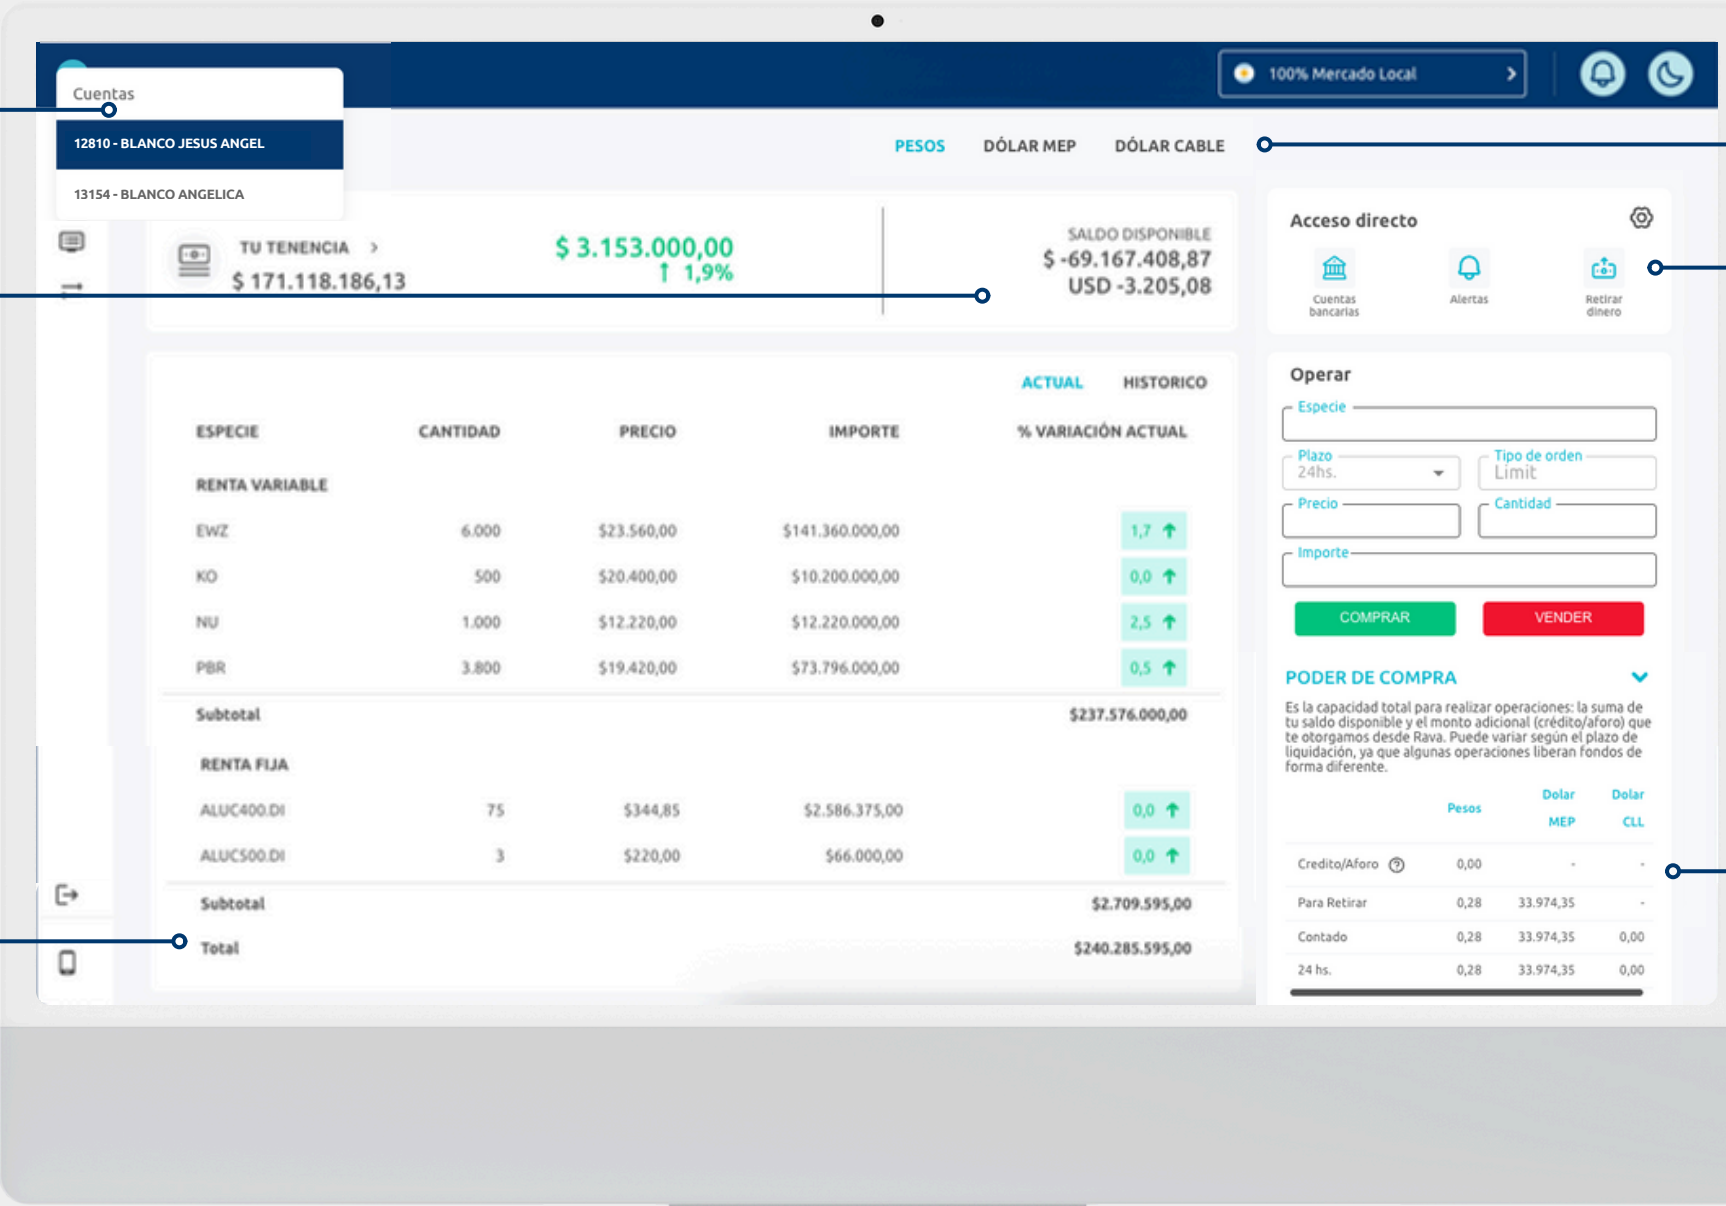 Cuentas
12810 - BLANCO JESUS ANGEL
13154 - BLANCO ANGELICA
100% Mercado Local
PESOS DÓLAR MEP DÓLAR CABLE
TU TENENCIA
$ 171.118.186,13
$ 3.153.000,00
1,9%
SALDO DISPONIBLE
$ -69.167.408,87
USD -3.205,08
ACTUAL HISTORICO
ESPECIE CANTIDAD PRECIO IMPORTE % VARIACIÓN ACTUAL
RENTA VARIABLE
EWZ 6.000 $23.560,00 $141.360.000,00 1,7
KO 500 $20.400,00 $10.200.000,00 0,0
NU 1.000 $12.220,00 $12.220.000,00 2,5
PBR 3.800 $19.420,00 $73.796.000,00 0,5
Subtotal $237.576.000,00
RENTA FIJA
ALUC400.DI 75 $344,85 $2.586.375,00 0,0
ALUC500.DI 3 $220,00 $66.000,00 0,0
Subtotal $2.709.595,00
Total $240.285.595,00
Acceso directo
Cuentas
bancarias
Alertas
Retirar
dinero
Operar
Especie
Plazo
24hs.
Tipo de orden
Limit
Precio
Cantidad
Importe
COMPRAR VENDER
PODER DE COMPRA
Es la capacidad total para realizar operaciones: la suma de
tu saldo disponible y el monto adicional (crédito/aforo) que
te otorgamos desde Rava. Puede variar según el plazo de
liquidación, ya que algunas operaciones liberan fondos de
forma diferente.
Pesos Dolar MEP Dolar CLL
Credito/Aforo ? 0,00 - -
Para Retirar 0,28 33.974,35 -
Contado 0,28 33.974,35 0,00
24 hs. 0,28 33.974,35 0,00